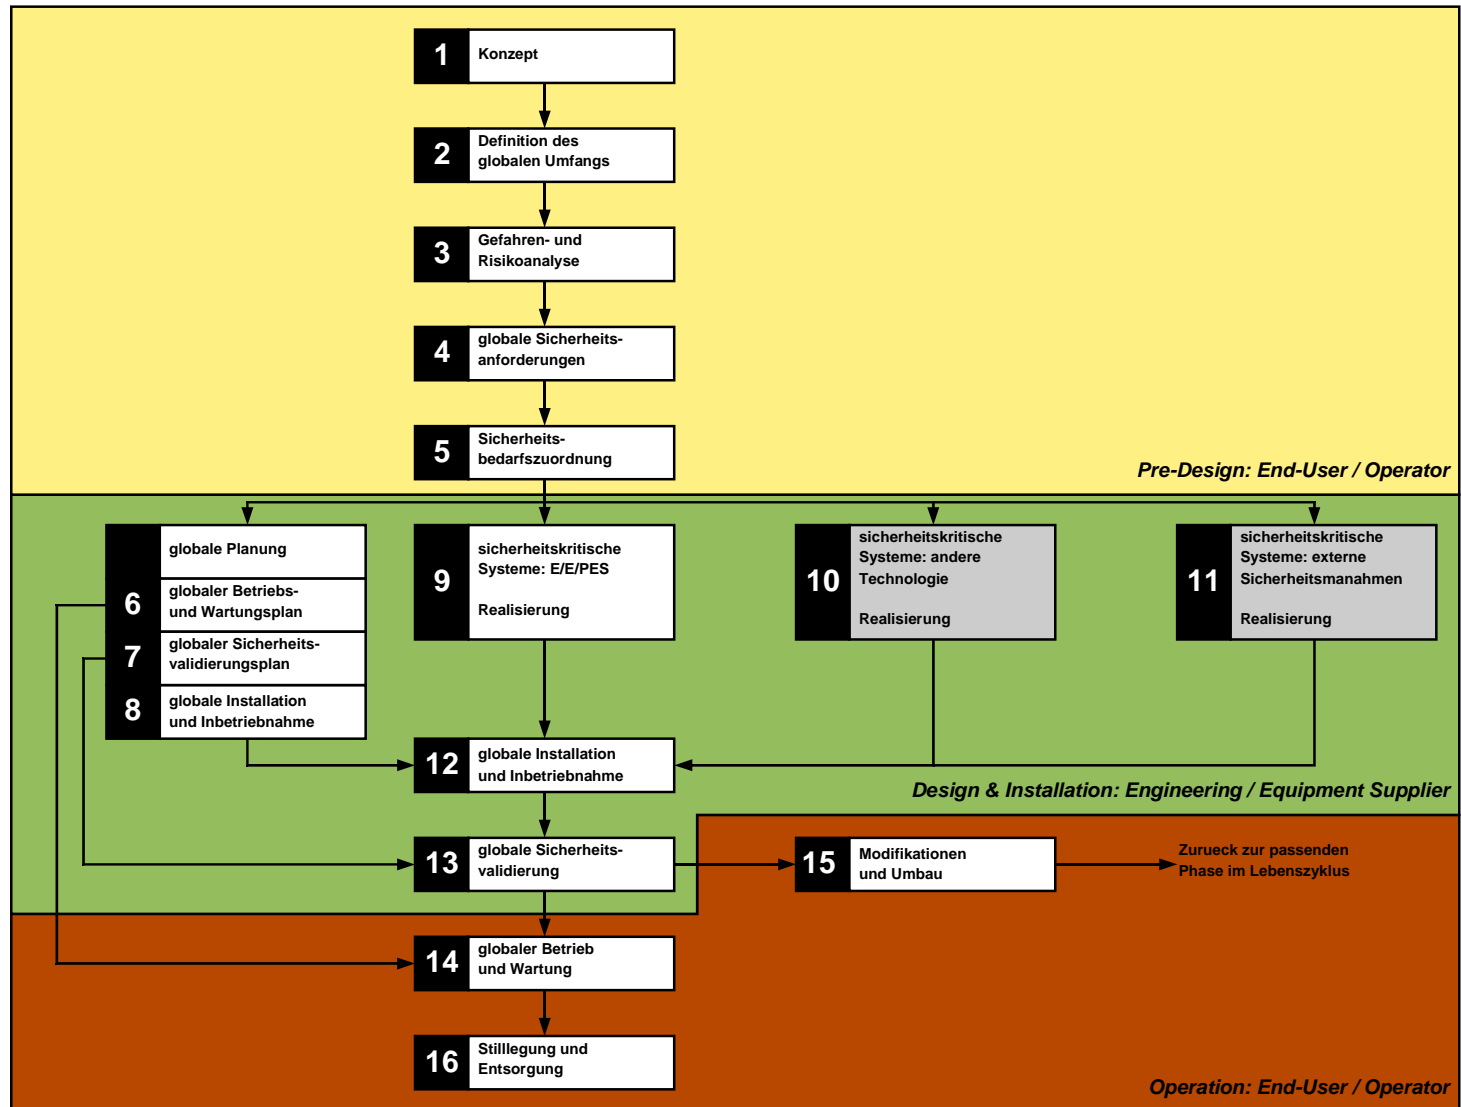 1
Konzept
2
Definition des
globalen Umfangs
3
Gefahren- und
Risikoanalyse
4
globale Sicherheits-
anforderungen
5
Sicherheits-
bedarfszuordnung
Pre-Design: End-User / Operator
globale Planung
6
globaler Betriebs-
und Wartungsplan
7
globaler Sicherheits-
validierungsplan
8
globale Installation
und Inbetriebnahme
9
sicherheitskritische
Systeme: E/E/PES
Realisierung
10
sicherheitskritische
Systeme: andere
Technologie
Realisierung
11
sicherheitskritische
Systeme: externe
Sicherheitsmanahmen
Realisierung
12
globale Installation
und Inbetriebnahme
Design & Installation: Engineering / Equipment Supplier
13
globale Sicherheits-
validierung
15
Modifikationen
und Umbau
Zurueck zur passenden
Phase im Lebenszyklus
14
globaler Betrieb
und Wartung
16
Stilllegung und
Entsorgung
Operation: End-User / Operator